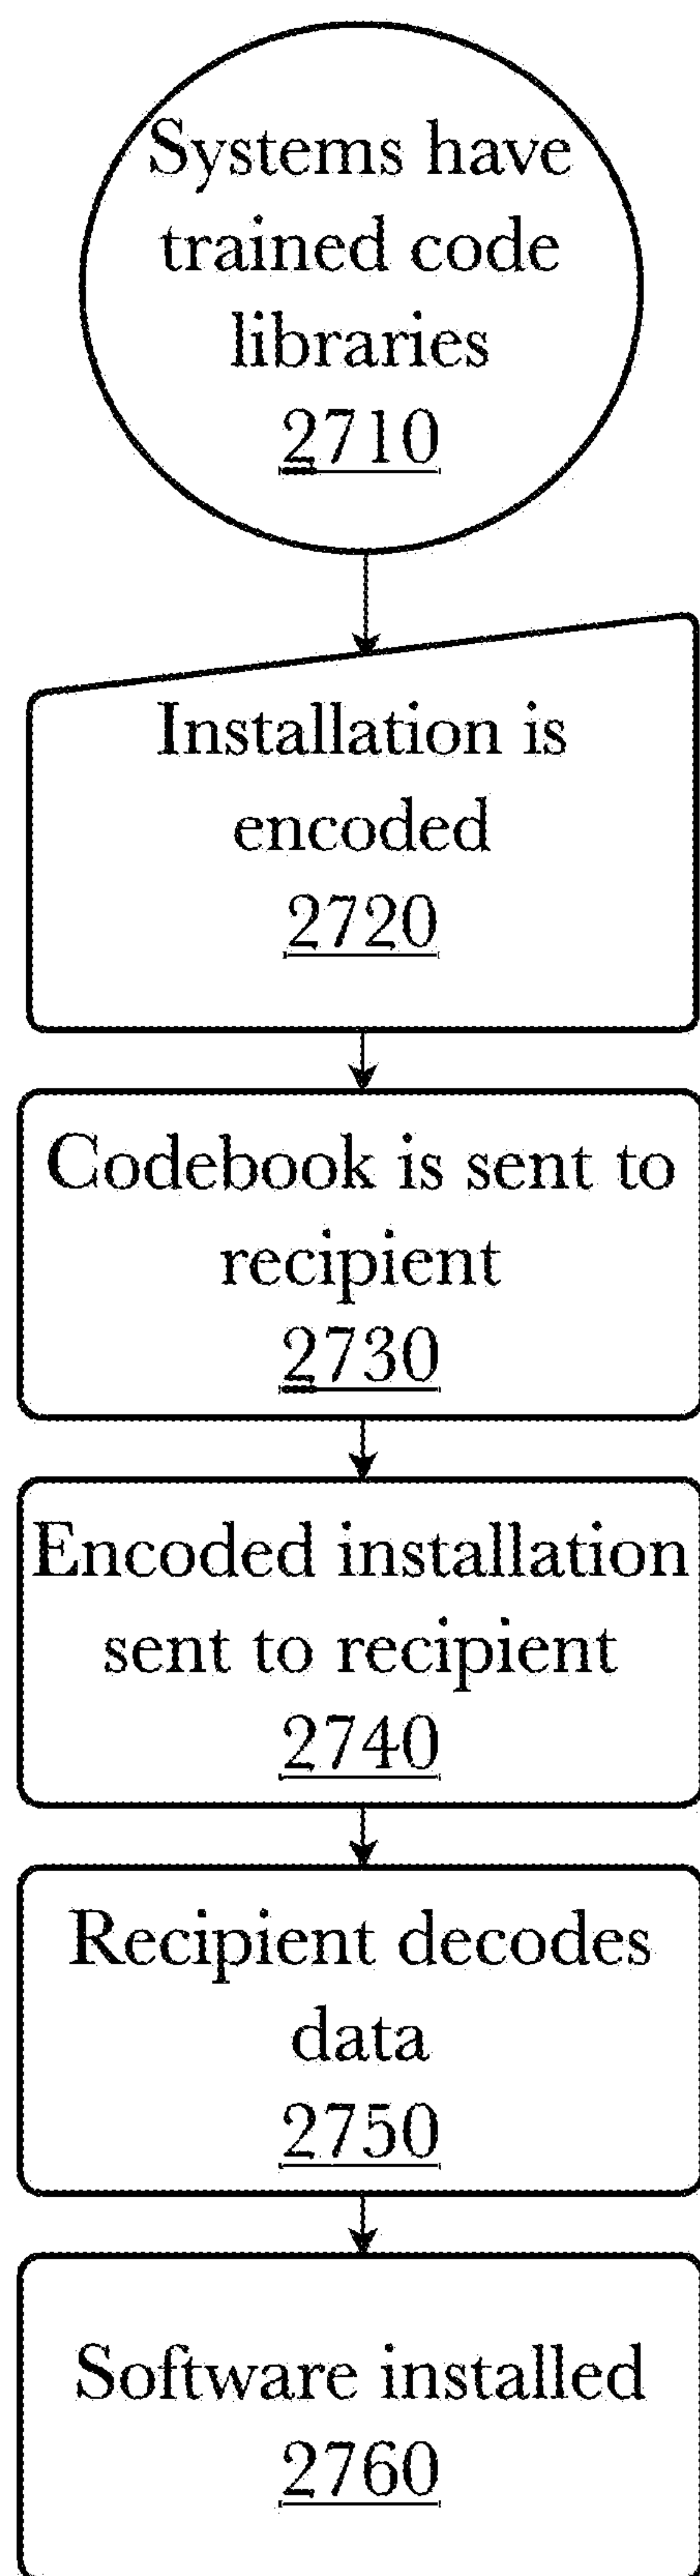 Systems have
trained code
libraries
2710
Installation is
encoded
2720
Codebook is sent to
recipient
2730
Encoded installation
sent to recipient
2740
Recipient decodes
data
2750
Software installed
2760